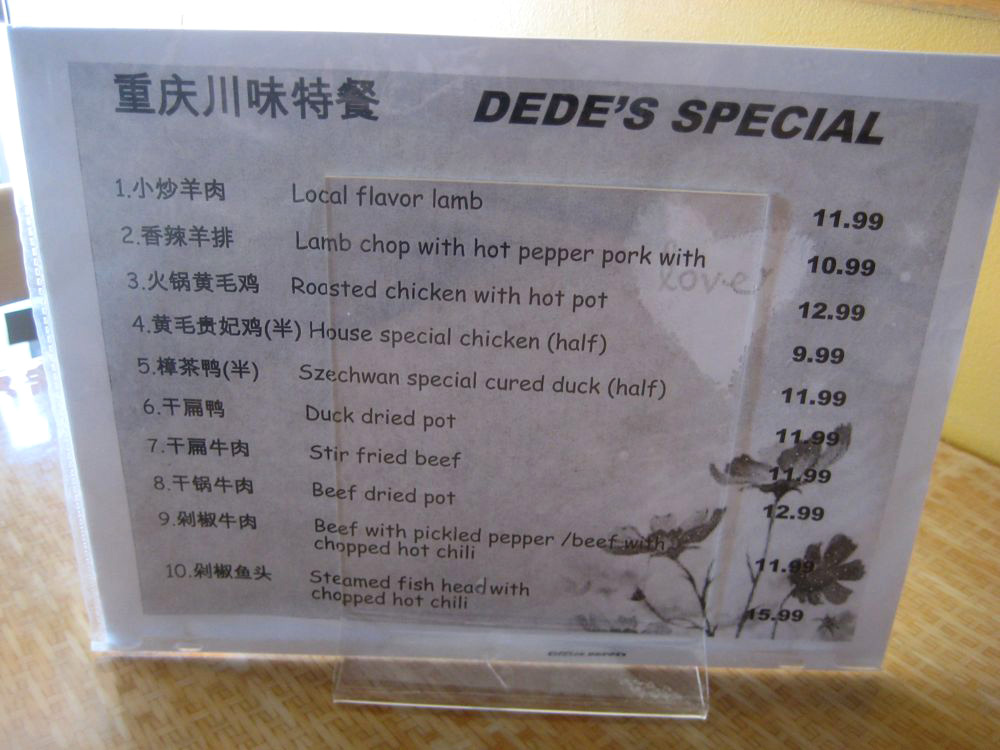 重庆川味特餐 DEDE'S SPECIAL
1.小炒羊肉 Local flavor lamb 11.99
2.香辣羊排 Lamb chop with hot pepper pork with 10.99
3.火锅黄毛鸡 Roasted chicken with hot pot 12.99
4.黄毛贵妃鸡(半) House special chicken (half) 9.99
5.樟茶鸭(半) Szechwan special cured duck (half) 11.99
6.干扁鸭 Duck dried pot 11.99
7.干扁牛肉 Stir fried beef 11.99
8.干锅牛肉 Beef dried pot 12.99
9.剁椒牛肉 Beef with pickled pepper /beef with
chopped hot chili 11.99
10.剁椒鱼头 Steamed fish head with
chopped hot chili 15.99